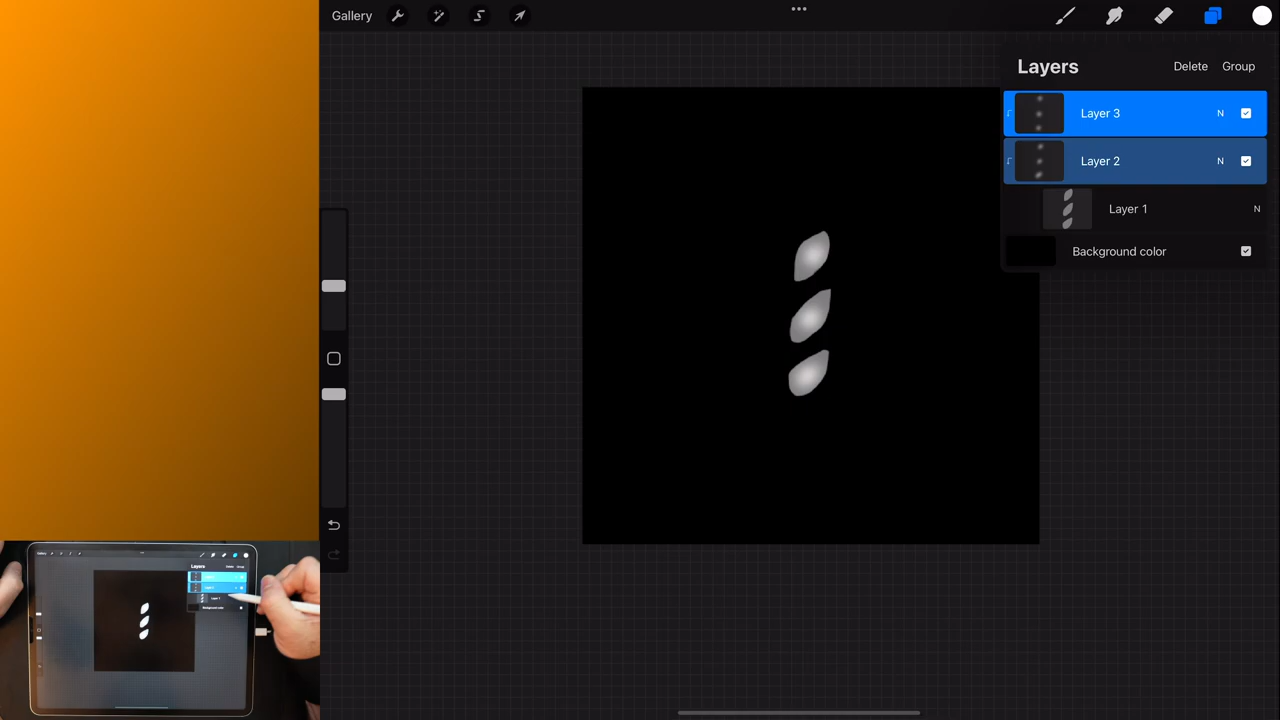 Gallery
Layers Delete Group
Layer 3 N
Layer 2 N
Layer 1 N
Background color